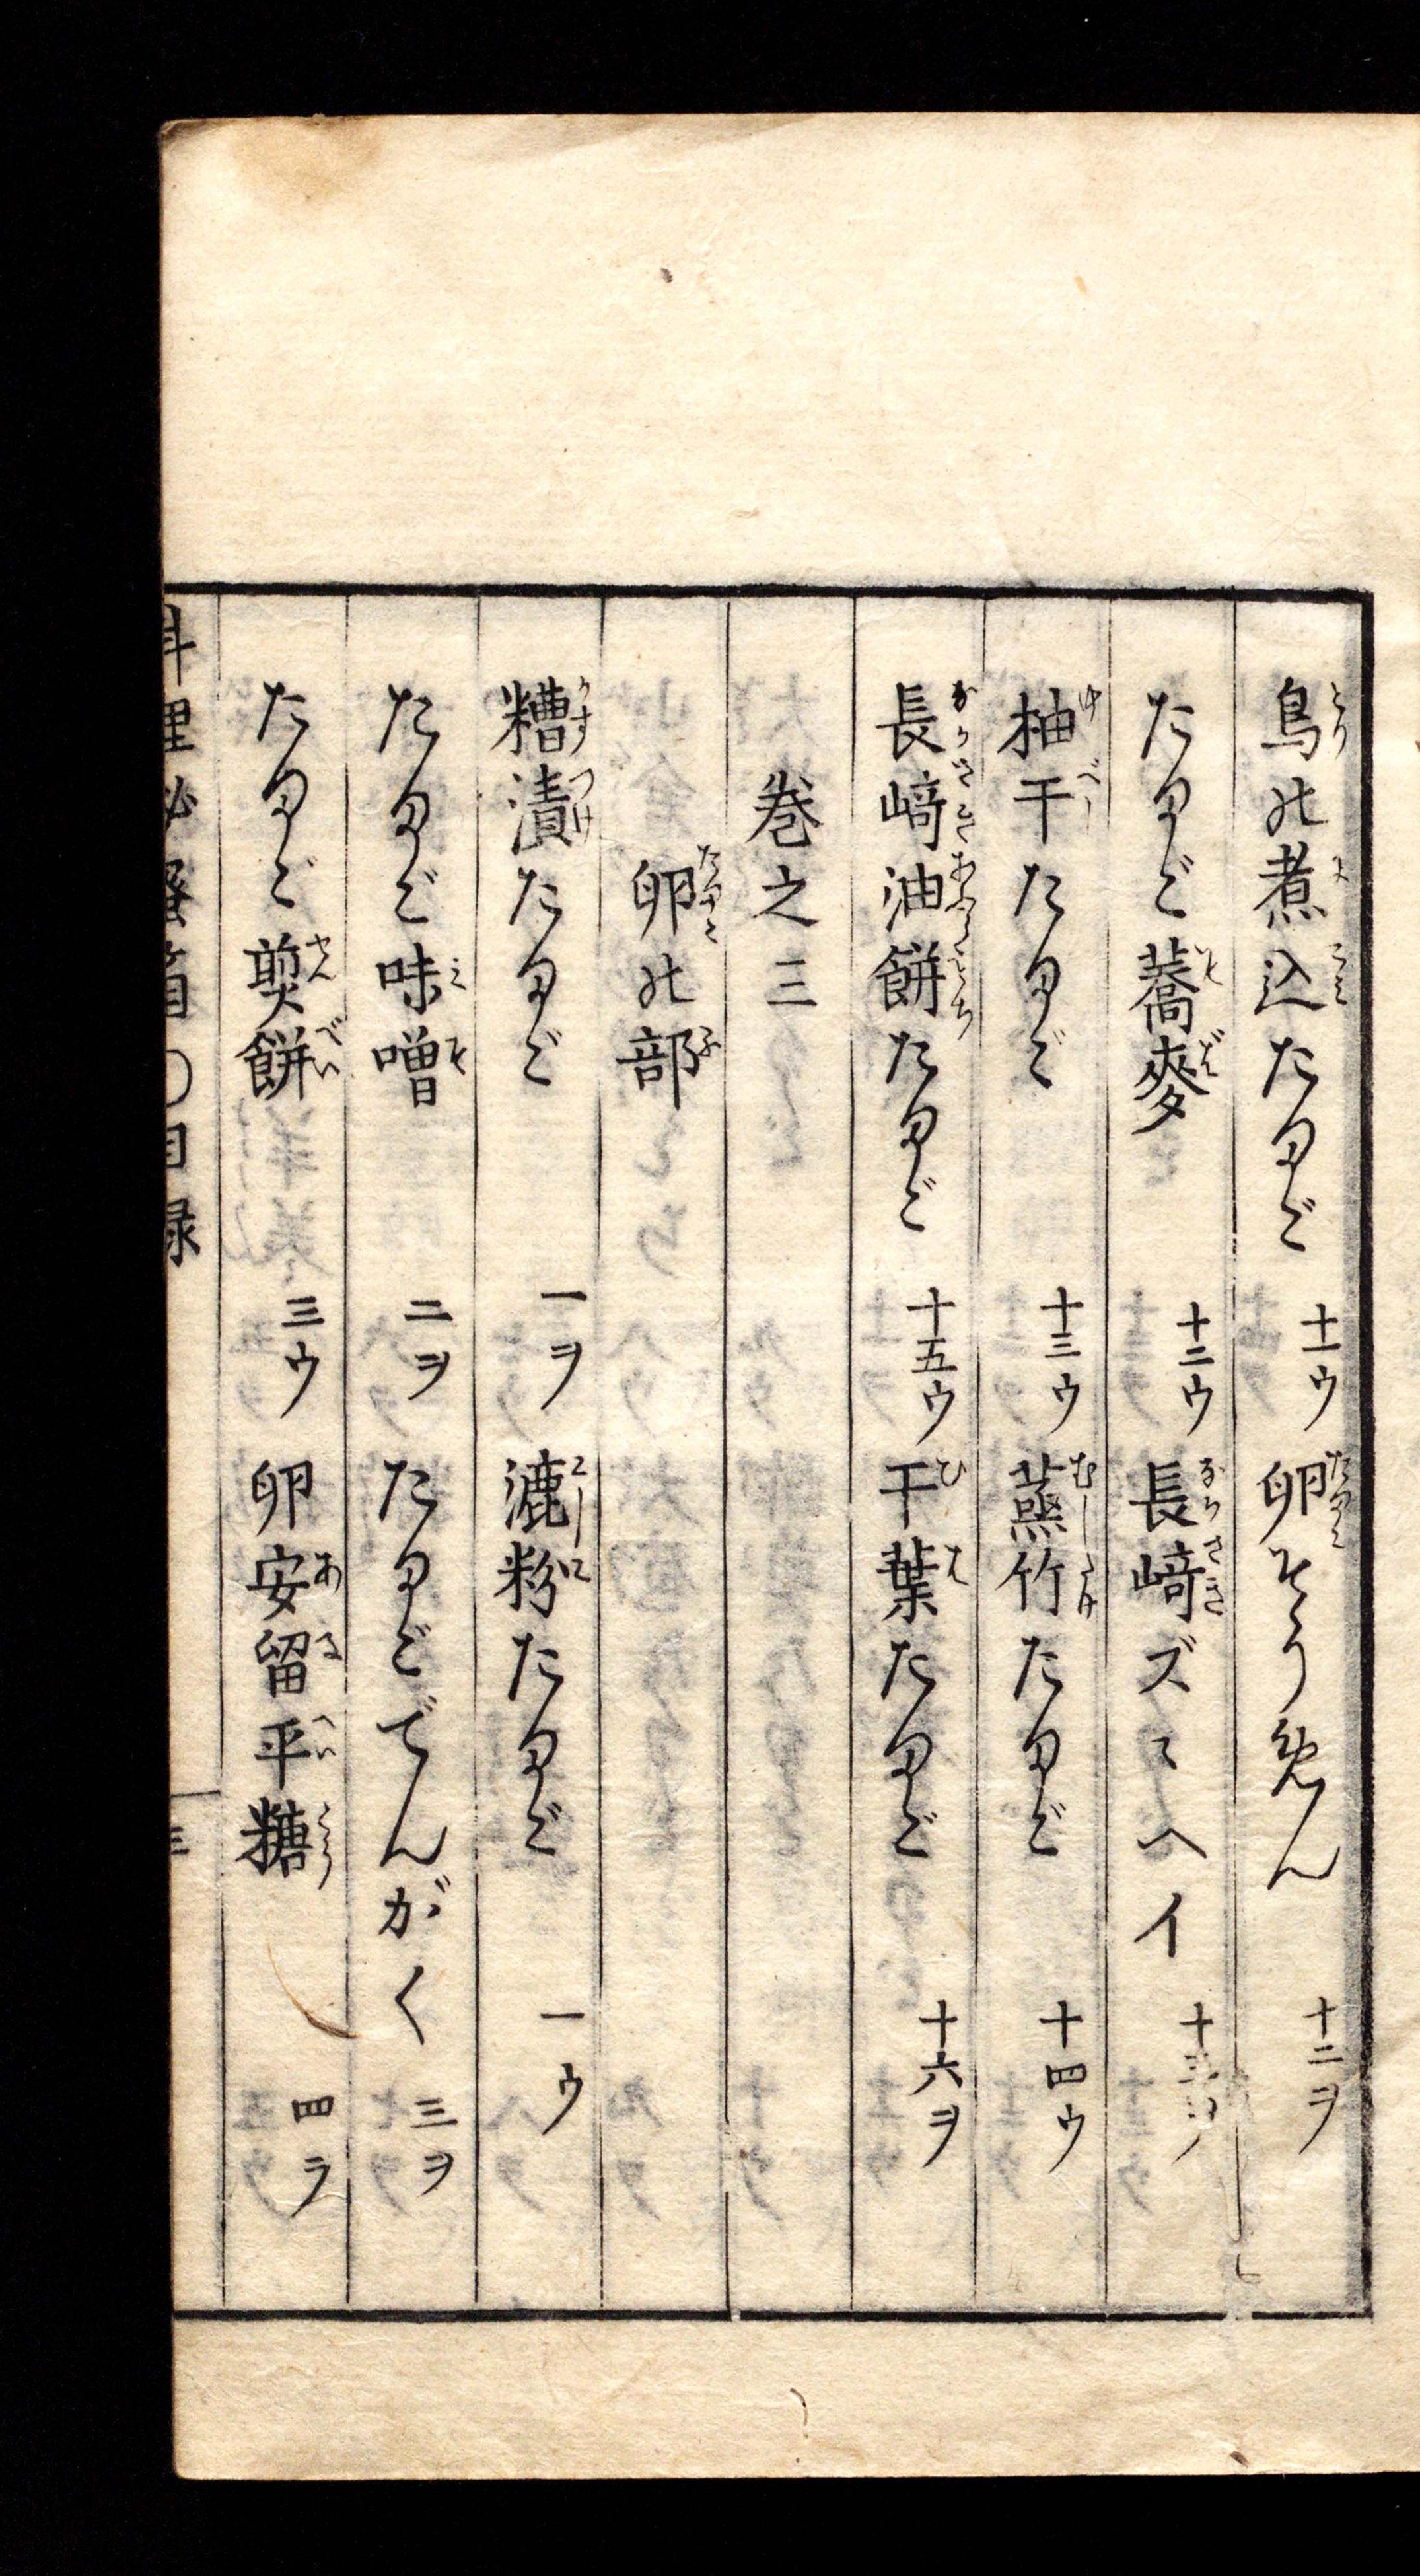 鳥の煮込たまご 十一ウ 卵そうめん 十二ヲ
たまご蕎麥 十二ウ 長﨑ズヽヘイ 十三
柚干たまご 十三ウ 蒸竹たまご 十四ウ
長﨑油餅たまご 十五ウ 干葉たまご 十六ヲ
巻之三
卵の部
糟漬たまご 一ヲ 漉粉たまご 一ウ
たまご味噌 二ヲ たまごでんがく 三ヲ
たまご煎餅 三ウ 卵安留平糖 四ヲ
料理秘密箱〇目録 三